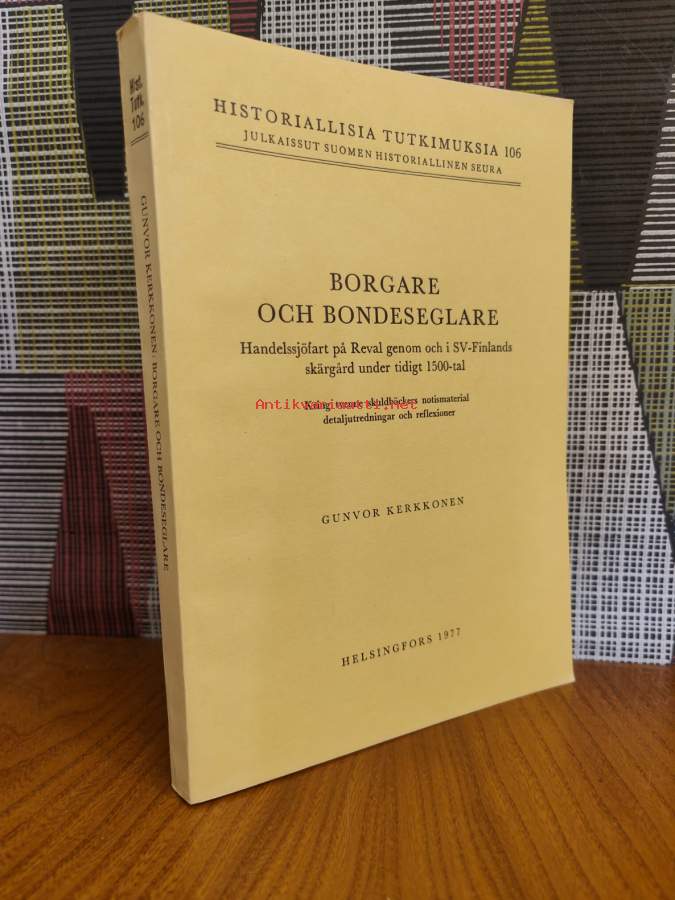 Hist.
Tutk.
106
GUNVOR KERKKONEN: BORGARE OCH BONDESEGLARE
HISTORIALLISIA TUTKIMUKSIA 106
JULKAISSUT SUOMEN HISTORIALLINEN SEURA
BORGARE
OCH BONDESEGLARE
Handelssjöfart på Reval genom och i SV-Finlands
skärgård under tidigt 1500-tal
Kring skuldböckers notismaterial
Antikvariaatti.net
detaljutredningar och reflexioner
GUNVOR KERKKONEN
HELSINGFORS 1977